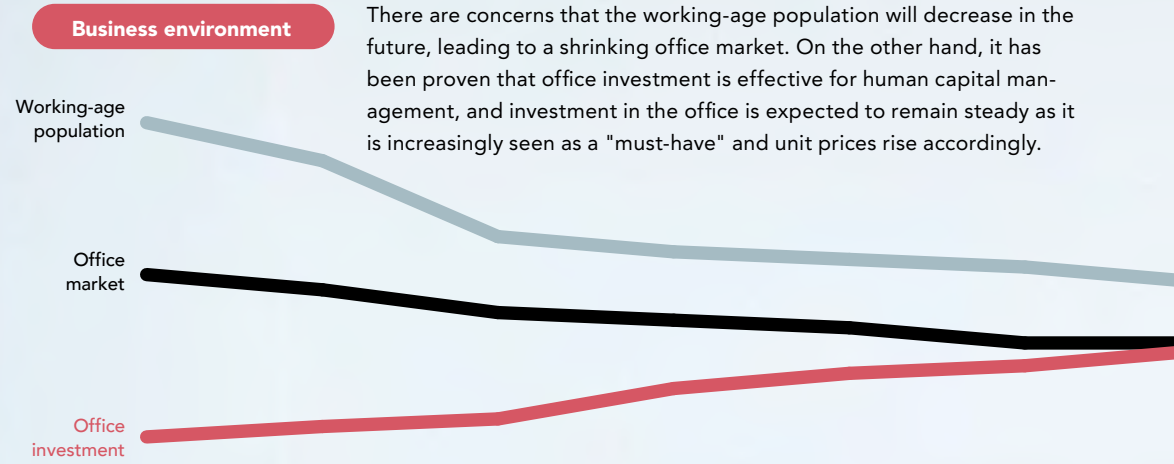 Business environment
There are concerns that the working-age population will decrease in the
future, leading to a shrinking office market. On the other hand, it has
been proven that office investment is effective for human capital man-
agement, and investment in the office is expected to remain steady as it
is increasingly seen as a "must-have" and unit prices rise accordingly.
Working-age
population
Office
market
Office
investment